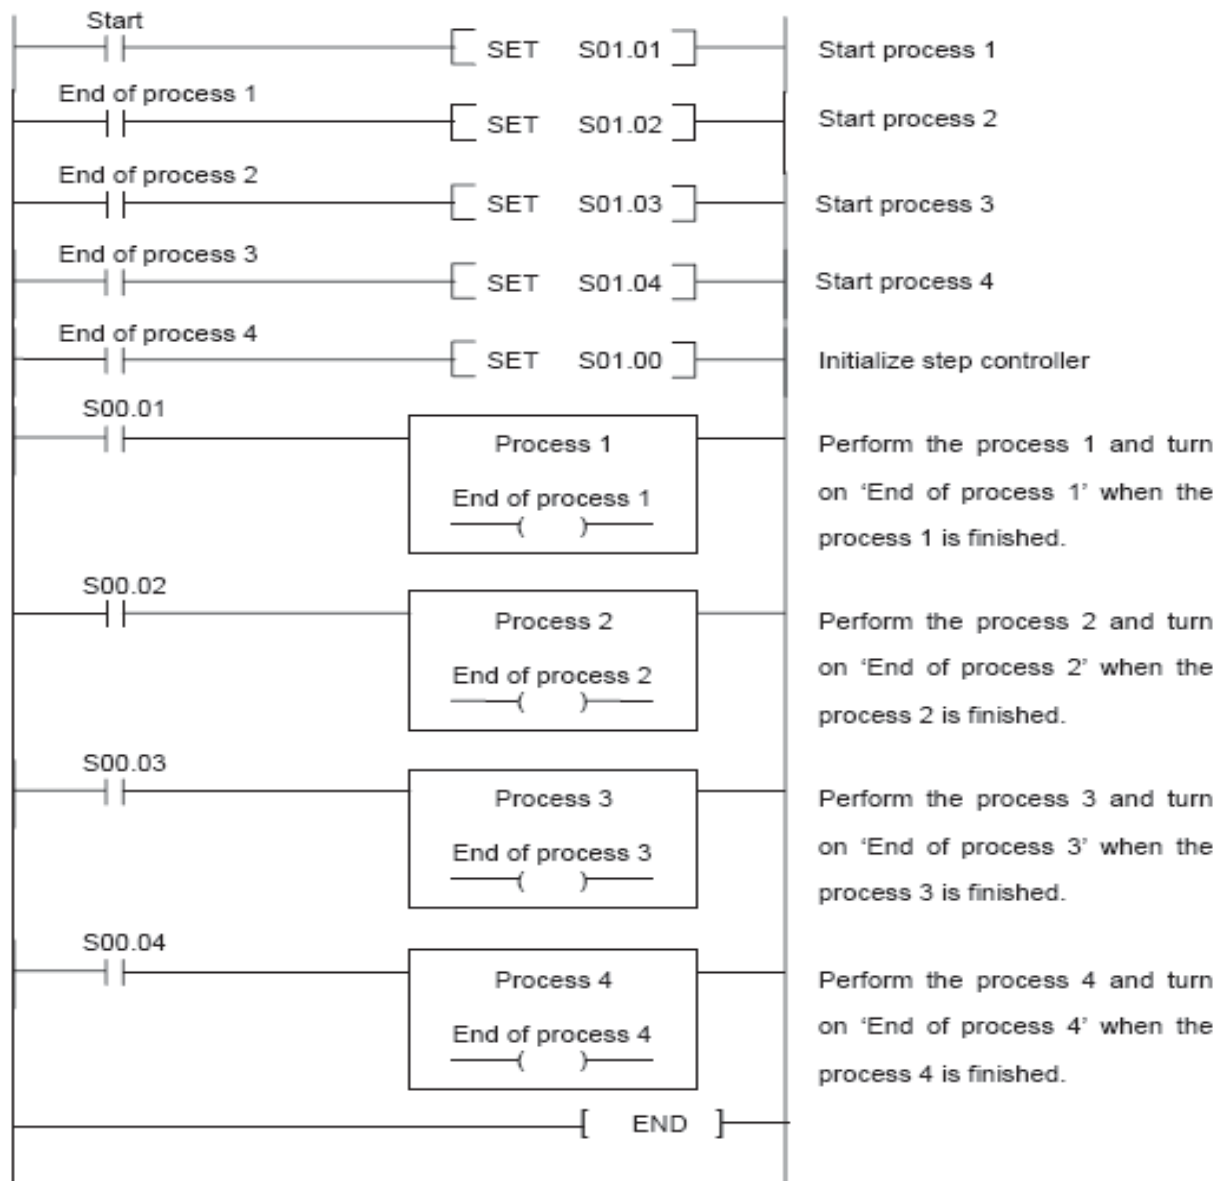 Start
SET S01.01 Start process 1
End of process 1
SET S01.02 Start process 2
End of process 2
SET S01.03 Start process 3
End of process 3
SET S01.04 Start process 4
End of process 4
SET S01.00 Initialize step controller
S00.01
Process 1
End of process 1
Perform the process 1 and turn
on ‘End of process 1’ when the
process 1 is finished.
S00.02
Process 2
End of process 2
Perform the process 2 and turn
on ‘End of process 2’ when the
process 2 is finished.
S00.03
Process 3
End of process 3
Perform the process 3 and turn
on ‘End of process 3’ when the
process 3 is finished.
S00.04
Process 4
End of process 4
Perform the process 4 and turn
on ‘End of process 4’ when the
process 4 is finished.
END